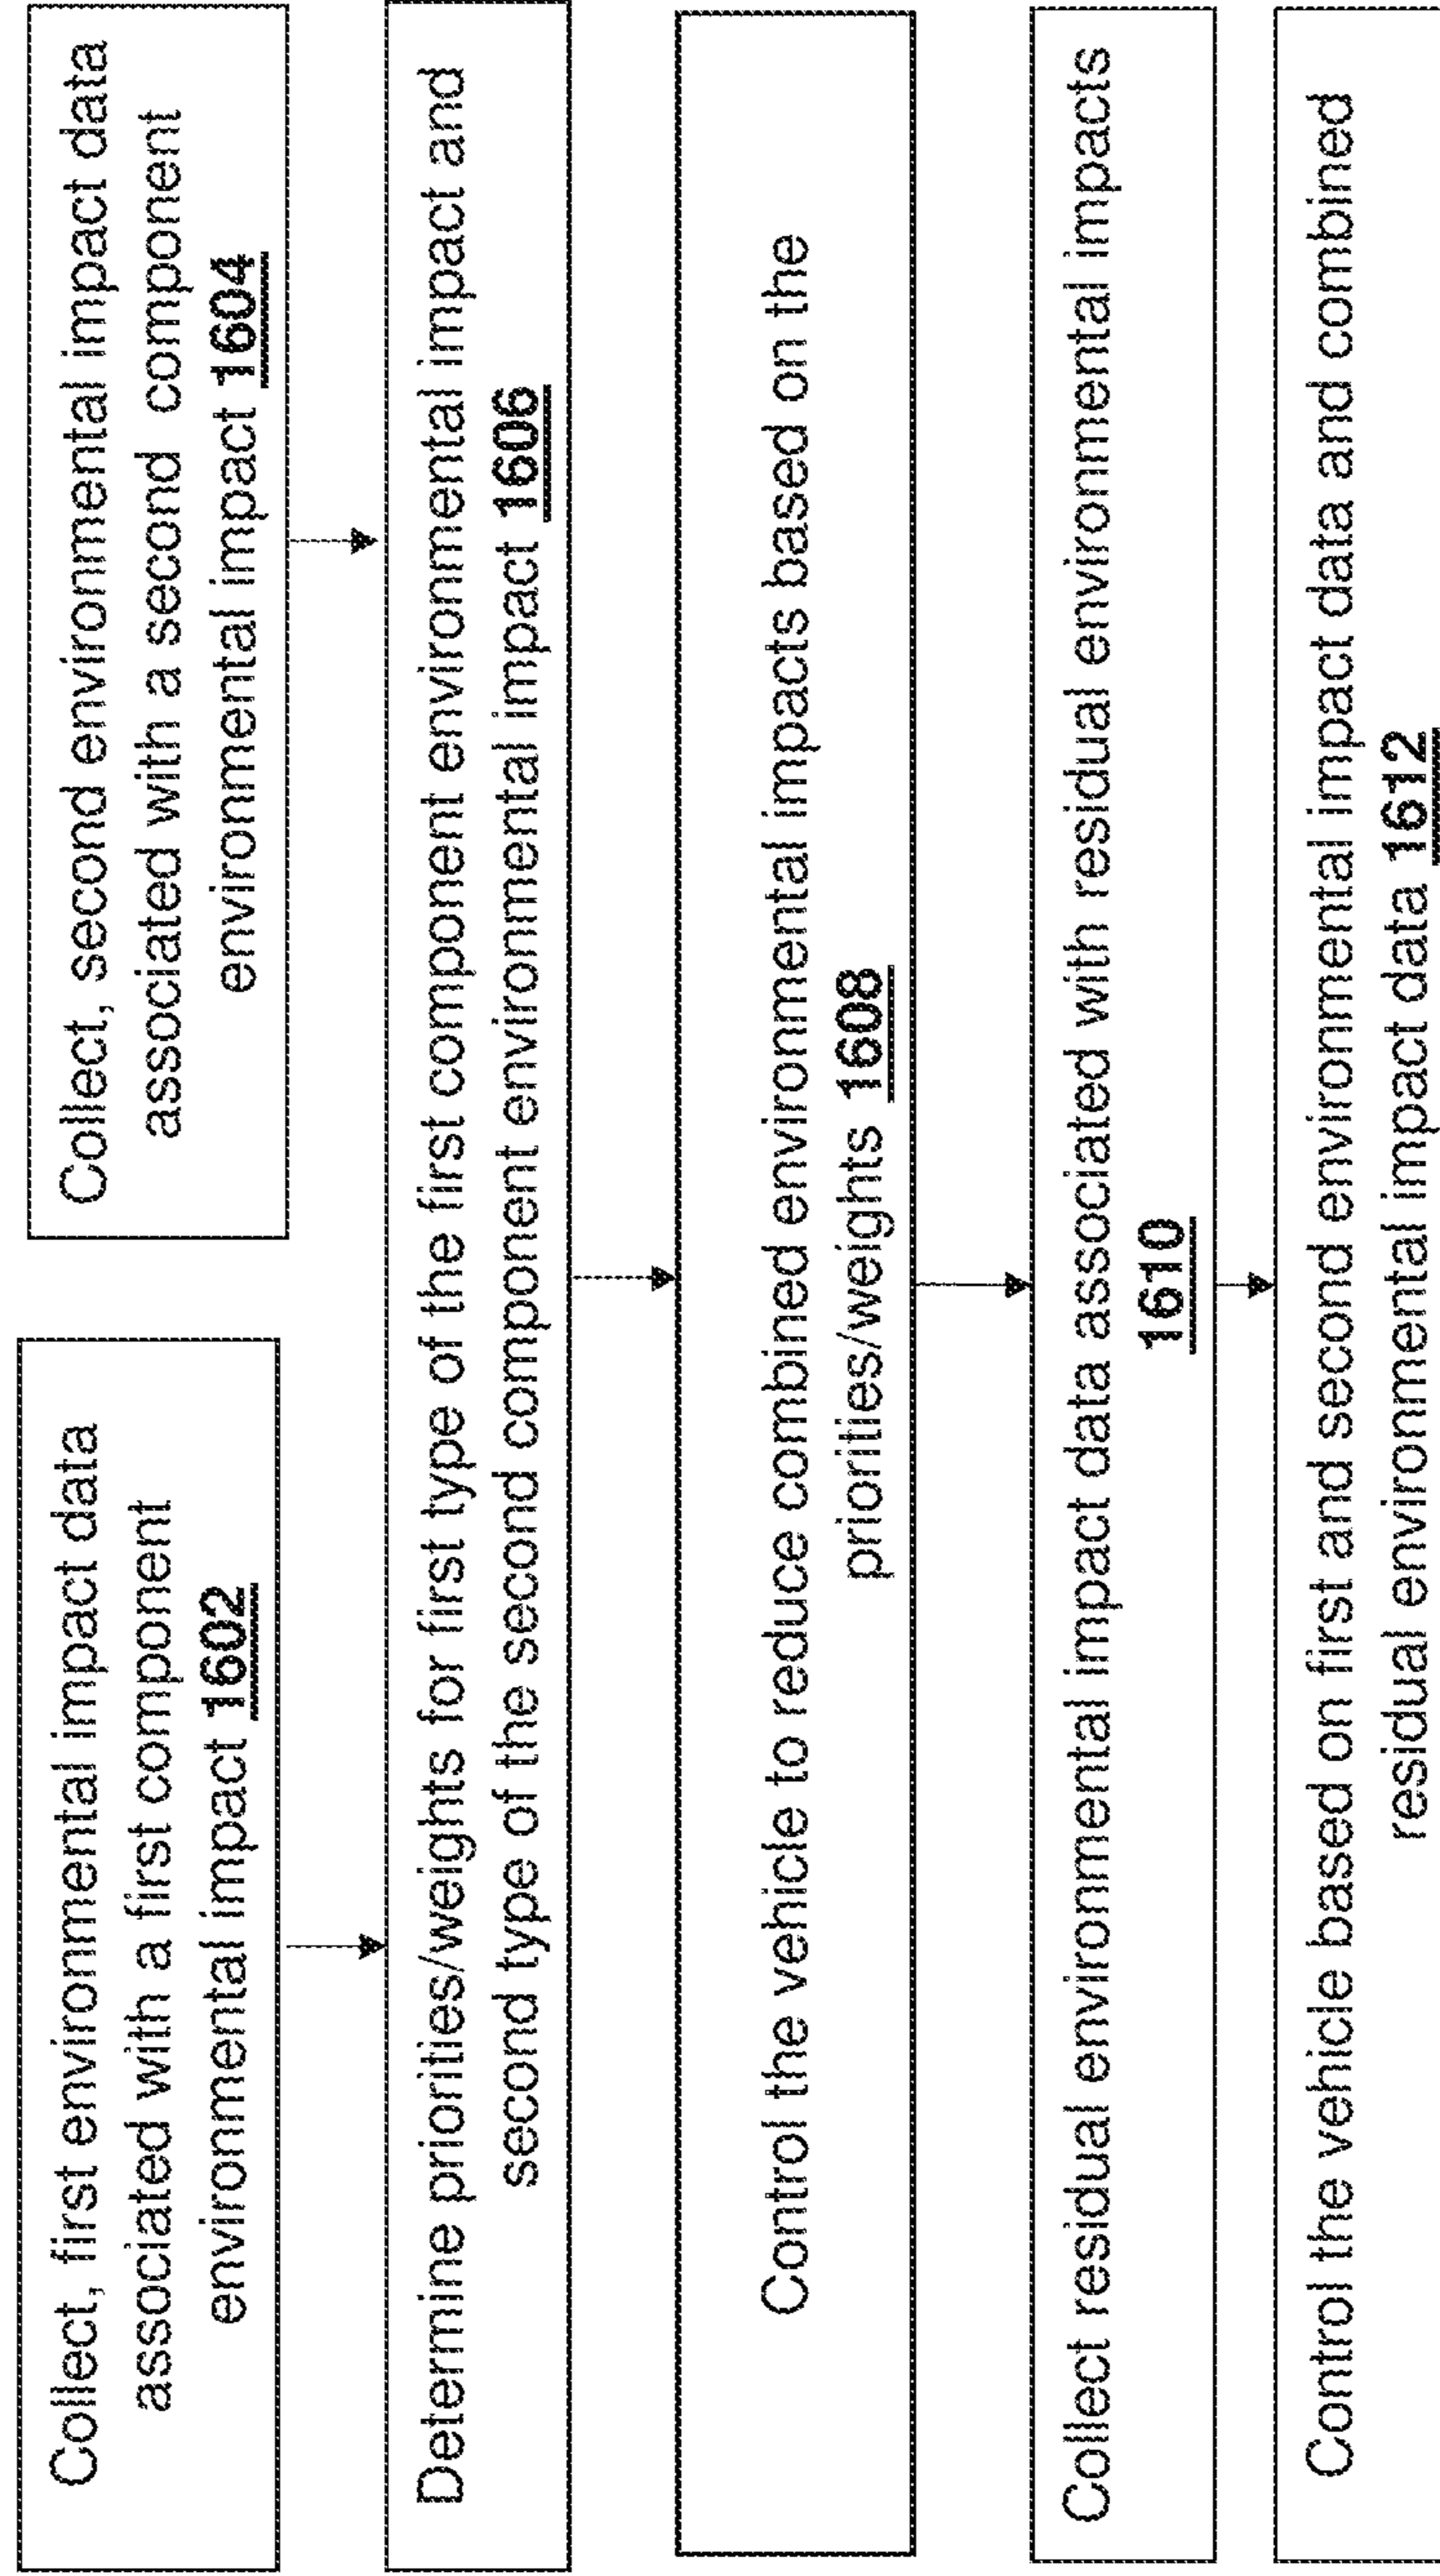 Collect, first environmental impact data
associated with a first component
environmental impact 1602
Collect, second environmental impact data
associated with a second component
environmental impact 1604
Determine priorities/weights for first type of the first component environmental impact and
second type of the second component environmental impact 1606
Control the vehicle to reduce combined environmental impacts based on the
priorities/weights 1608
Collect residual environmental impact data associated with residual environmental impacts
1610
Control the vehicle based on first and second environmental impact data and combined
residual environmental impact data 1612